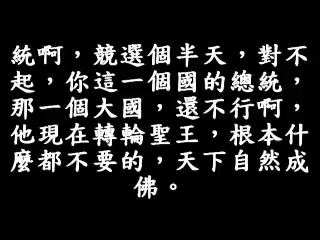 統啊，競選個半天，對不
起，你這一個國的總統，
那一個大國，還不行啊，
他現在轉輪聖王，根本什
麼都不要的，天下自然成
佛。